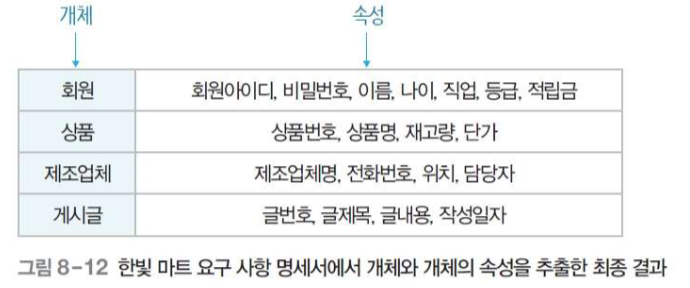 개체 속성
회원 회원아이디, 비밀번호, 이름, 나이, 직업, 등급, 적립금
상품 상품번호, 상품명, 재고량, 단가
제조업체 제조업체명, 전화번호, 위치, 담당자
게시글 글번호, 글제목, 글내용, 작성일자
그림 8-12 한빛 마트 요구 사항 명세서에서 개체와 개체의 속성을 추출한 최종 결과